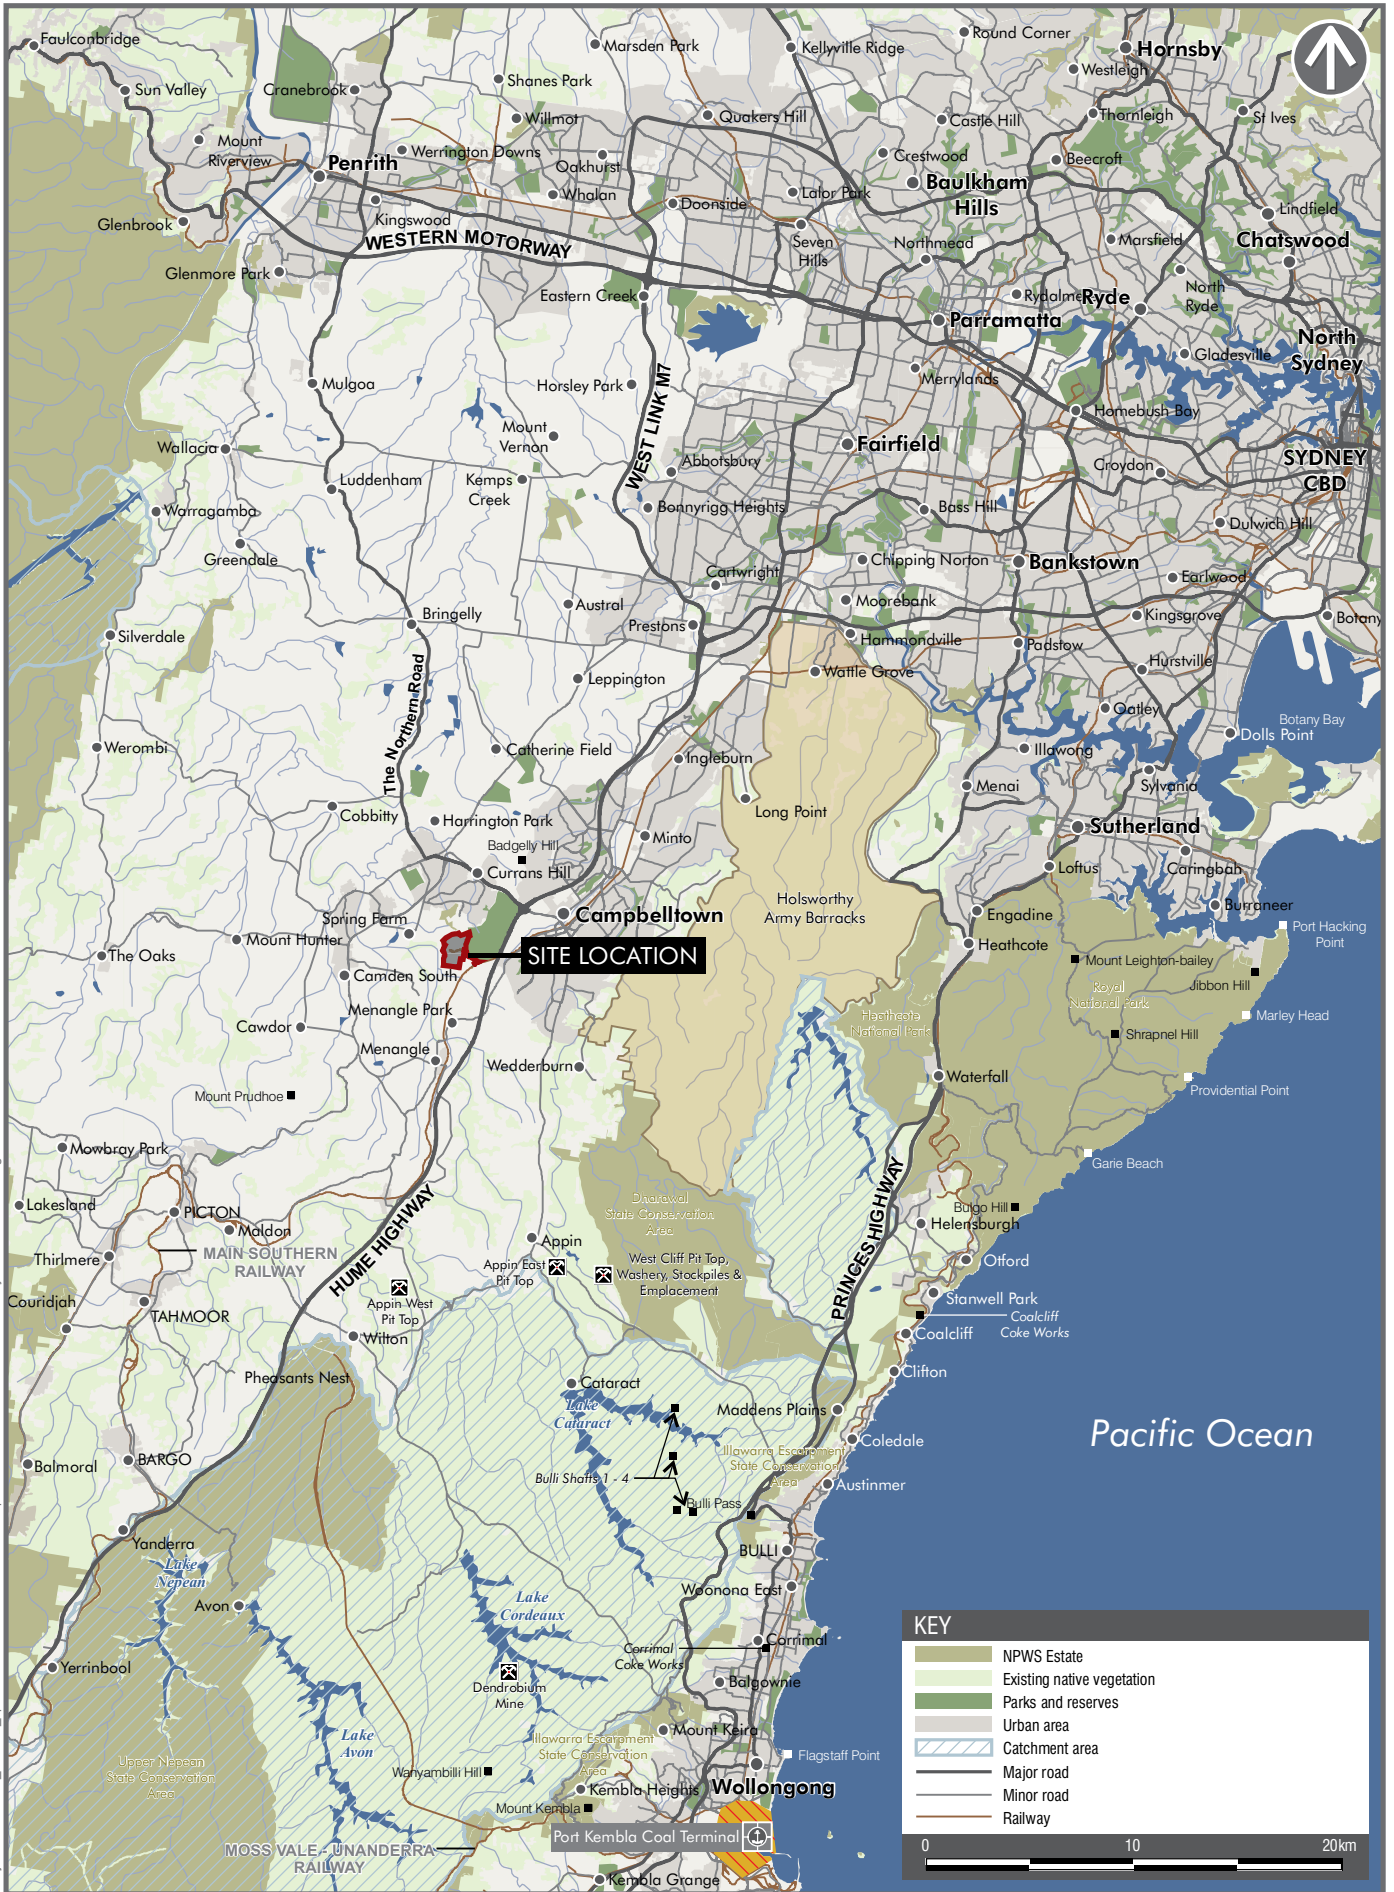 Faulconbridge
Marsden Park
Kellyville Ridge
Round Corner
Hornsby
Westleigh
Sun Valley
Cranebrook
Shanes Park
Willmot
Quakers Hill
Castle Hill
Thornleigh
St Ives
Mount
Riverview
Penrith
Werrington Downs
Oakhurst
Crestwood
Beecroft
Whalan
Lalor Park
Baulkham
Hills
Glenbrook
Kingswood
Doonside
Lindfield
WESTERN MOTORWAY
Seven
Hills
Northmead
Marsfield
Chatswood
Glenmore Park
Eastern Creek
Rydalme
Ryde
North
Ryde
Parramatta
Gladesville
North
Sydney
Mulgoa
Horsley Park
WEST LINK M7
Merrylands
Homebush Bay
Mount
Vernon
Fairfield
Wallacia
Abbotsbury
Croydon
SYDNEY
CBD
Luddenham
Kemps
Creek
Warragamba
Bonnyrigg Heights
Bass Hill
Dulwich Hill
Greendale
Cartwright
Chipping Norton
Bankstown
Earlwood
Bringelly
Austral
Moorebank
Kingsgrove
Botany
Silverdale
Prestons
Hammondville
Padstow
Hurstville
The Northern Road
Leppington
Wattle Grove
Oatley
Botany Bay
Dolls Point
Werombi
Catherine Field
Ingleburn
Illawong
Menai
Sylvania
Cobbitty
Harrington Park
Long Point
Badgelly Hill
Minto
Sutherland
Currans Hill
Loftus
Caringbah
Holsworthy
Army Barracks
Spring Farm
Campbelltown
Engadine
Burraneer
Port Hacking
Point
Mount Hunter
SITE LOCATION
Heathcote
The Oaks
Mount Leighton-bailey
Camden South
Jibbon Hill
Royal
National Park
Menangle Park
Heathcote
National Park
Marley Head
Cawdor
Shrapnel Hill
Menangle
Wedderburn
Waterfall
Mount Prudhoe
Providential Point
Mowbray Park
Garie Beach
PRINCES HIGHWAY
Lakesland
PICTON
Dharawal
State Conservation
Area
Bulgo Hill
Maldon
HUME HIGHWAY
Helensburgh
Appin
Thirlmere
MAIN SOUTHERN
RAILWAY
Appin East
Pit Top
West Cliff Pit Top,
Washery, Stockpiles &
Emplacement
Otford
Couridjah
Appin West
Pit Top
Stanwell Park
TAHMOOR
Coalcliff
Coke Works
Wilton
Coalcliff
Pheasants Nest
Clifton
Cataract
Lake
Cataract
Maddens Plains
Pacific Ocean
Coledale
Illawarra Escarpment
State Conservation
Area
Balmoral
BARGO
Bulli Shafts 1 - 4
Austinmer
Bulli Pass
Yanderra
BULLI
Lake
Nepean
Woonona East
Avon
Lake
Cordeaux
Corrimal
Corrimal
Coke Works
Yerrinbool
Dendrobium
Mine
Balgownie
Mount Keira
Lake
Avon
Illawarra Escarpment
State Conservation
Area
Flagstaff Point
Upper Nepean
State Conservation
Area
Wanyambilli Hill
Kembla Heights
Wollongong
Mount Kembla
Port Kembla Coal Terminal
MOSS VALE - UNANDERRA
RAILWAY
Kembla Grange
KEY
NPWS Estate
Existing native vegetation
Parks and reserves
Urban area
Catchment area
Major road
Minor road
Railway
0 10 20km